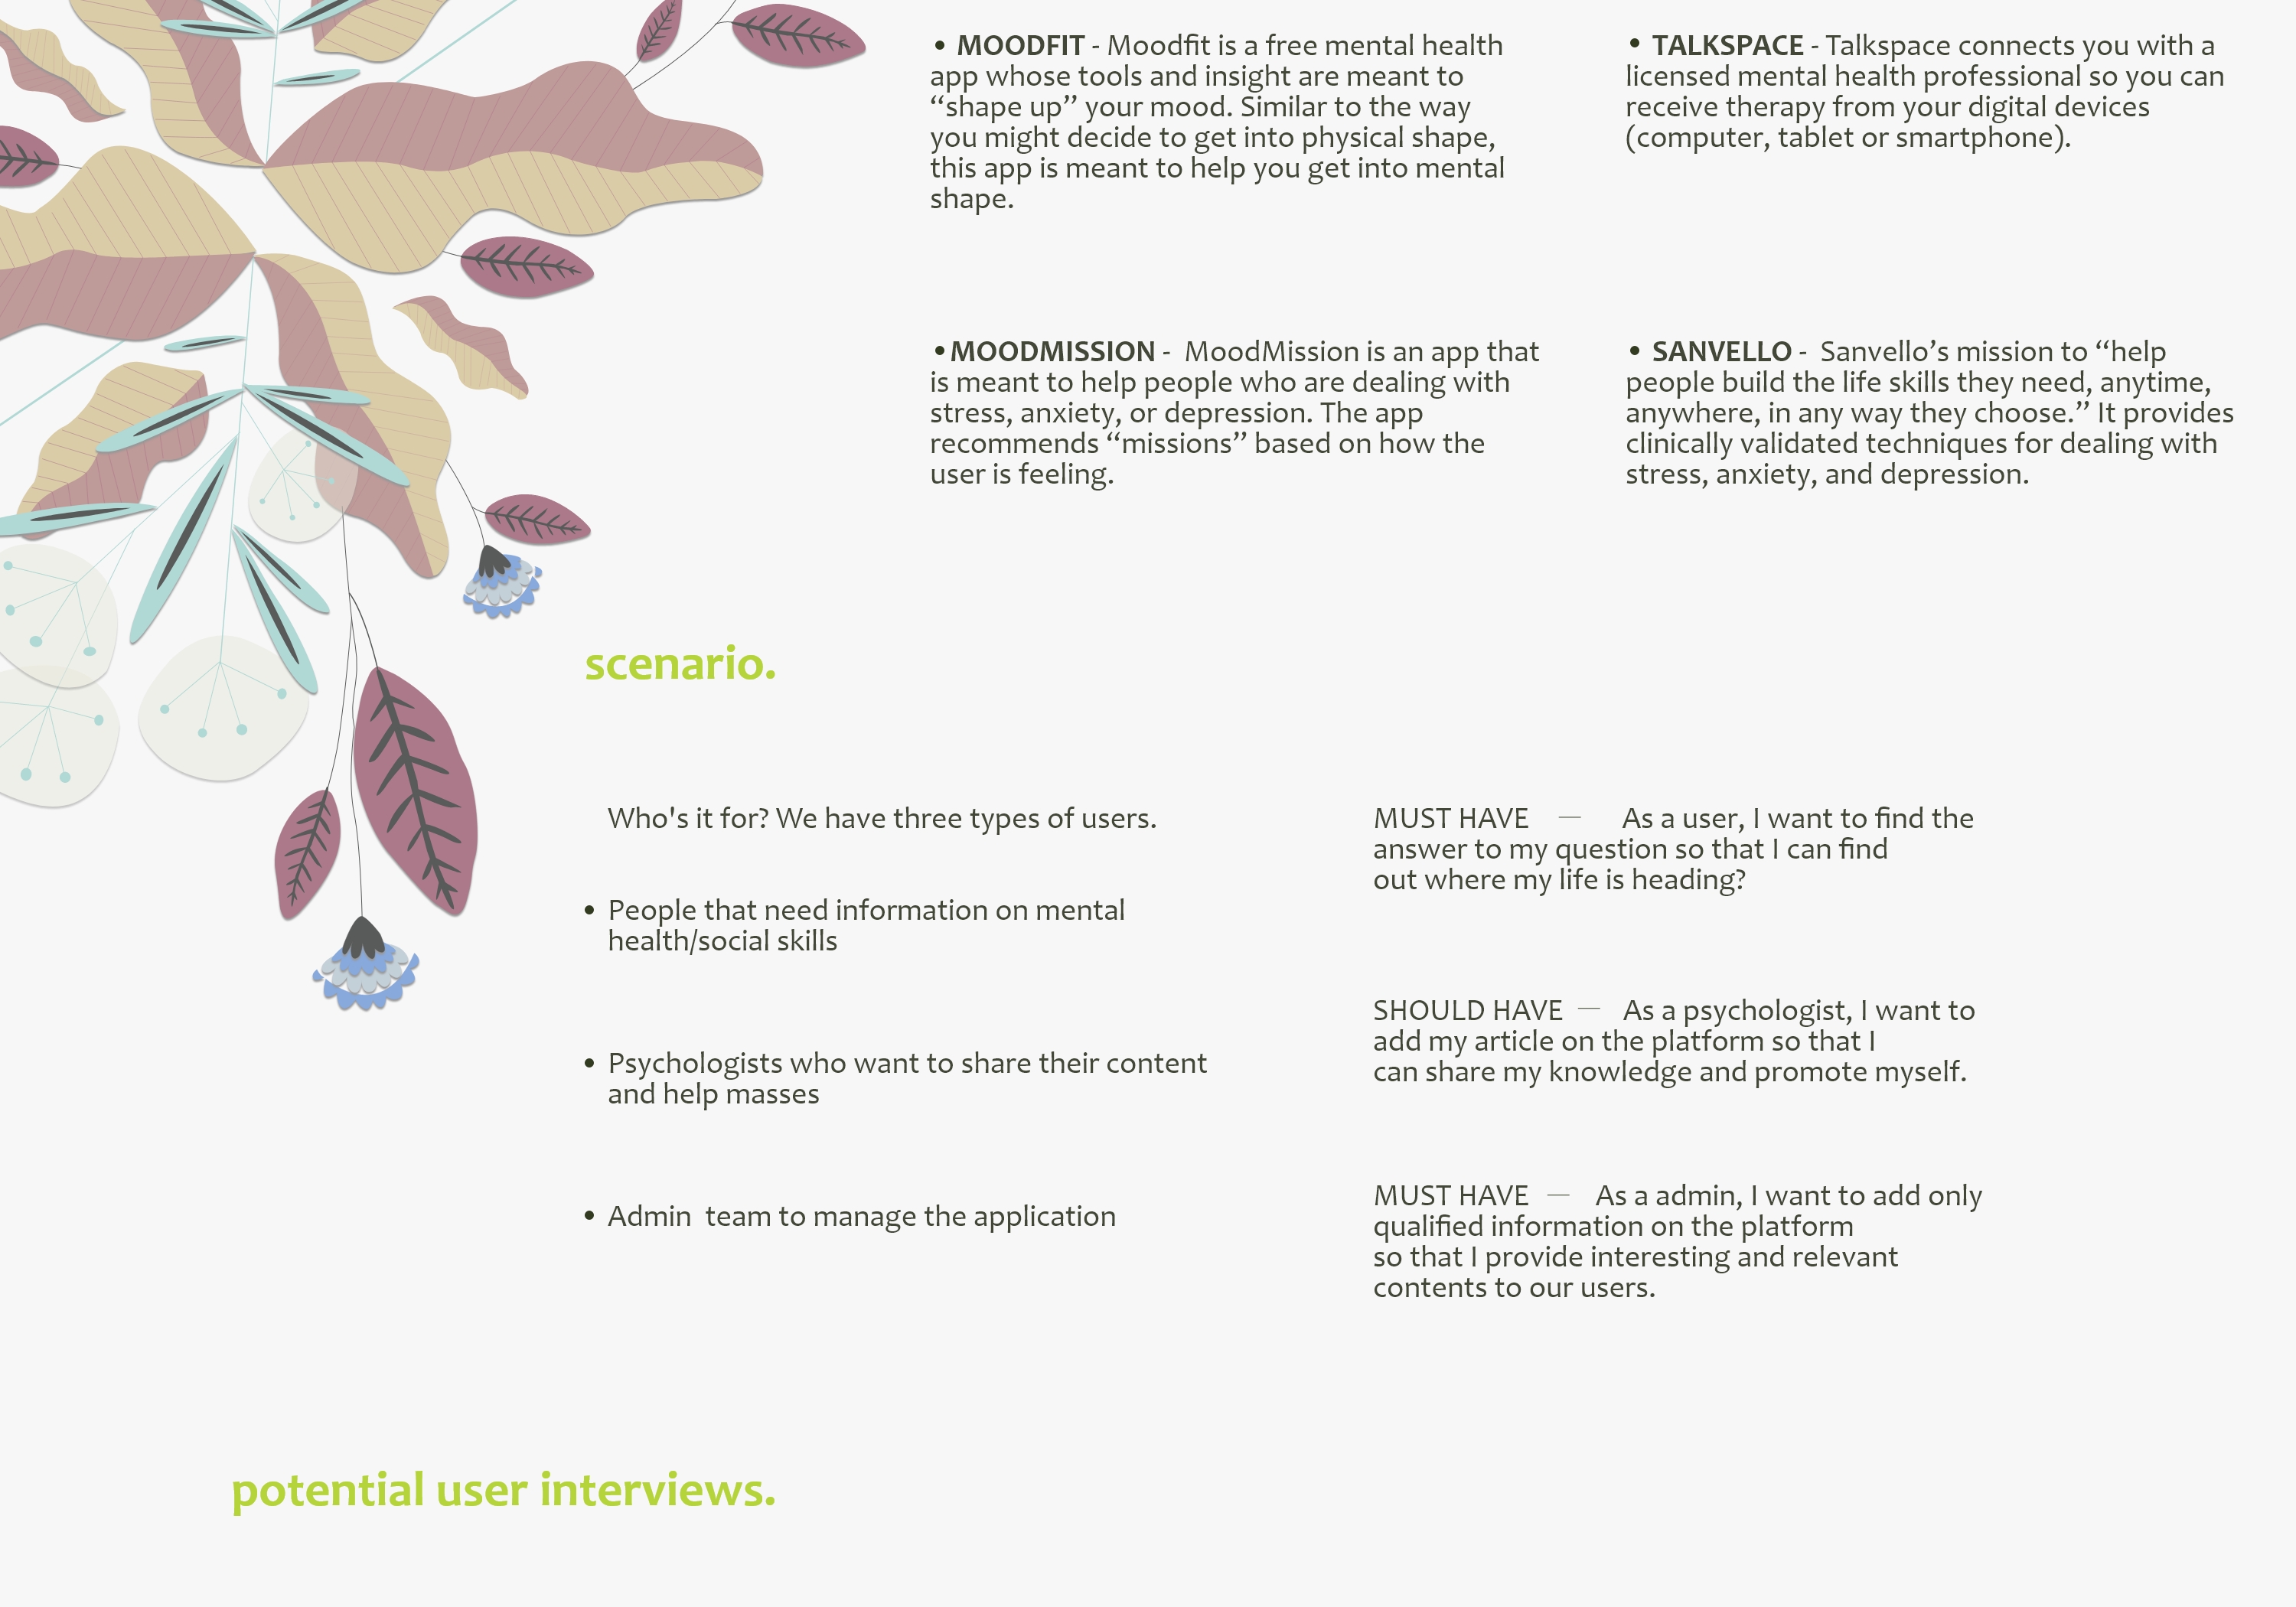 • MOODFIT - Moodfit is a free mental health
app whose tools and insight are meant to
“shape up” your mood. Similar to the way
you might decide to get into physical shape,
this app is meant to help you get into mental
shape.
• TALKSPACE - Talkspace connects you with a
licensed mental health professional so you can
receive therapy from your digital devices
(computer, tablet or smartphone).
•MOODMISSION - MoodMission is an app that
is meant to help people who are dealing with
stress, anxiety, or depression. The app
recommends “missions” based on how the
user is feeling.
• SANVELLO - Sanvello’s mission to “help
people build the life skills they need, anytime,
anywhere, in any way they choose.” It provides
clinically validated techniques for dealing with
stress, anxiety, and depression.
scenario.
Who's it for? We have three types of users.
• People that need information on mental
health/social skills
• Psychologists who want to share their content
and help masses
• Admin team to manage the application
MUST HAVE — As a user, I want to find the
answer to my question so that I can find
out where my life is heading?
SHOULD HAVE — As a psychologist, I want to
add my article on the platform so that I
can share my knowledge and promote myself.
MUST HAVE — As a admin, I want to add only
qualified information on the platform
so that I provide interesting and relevant
contents to our users.
potential user interviews.